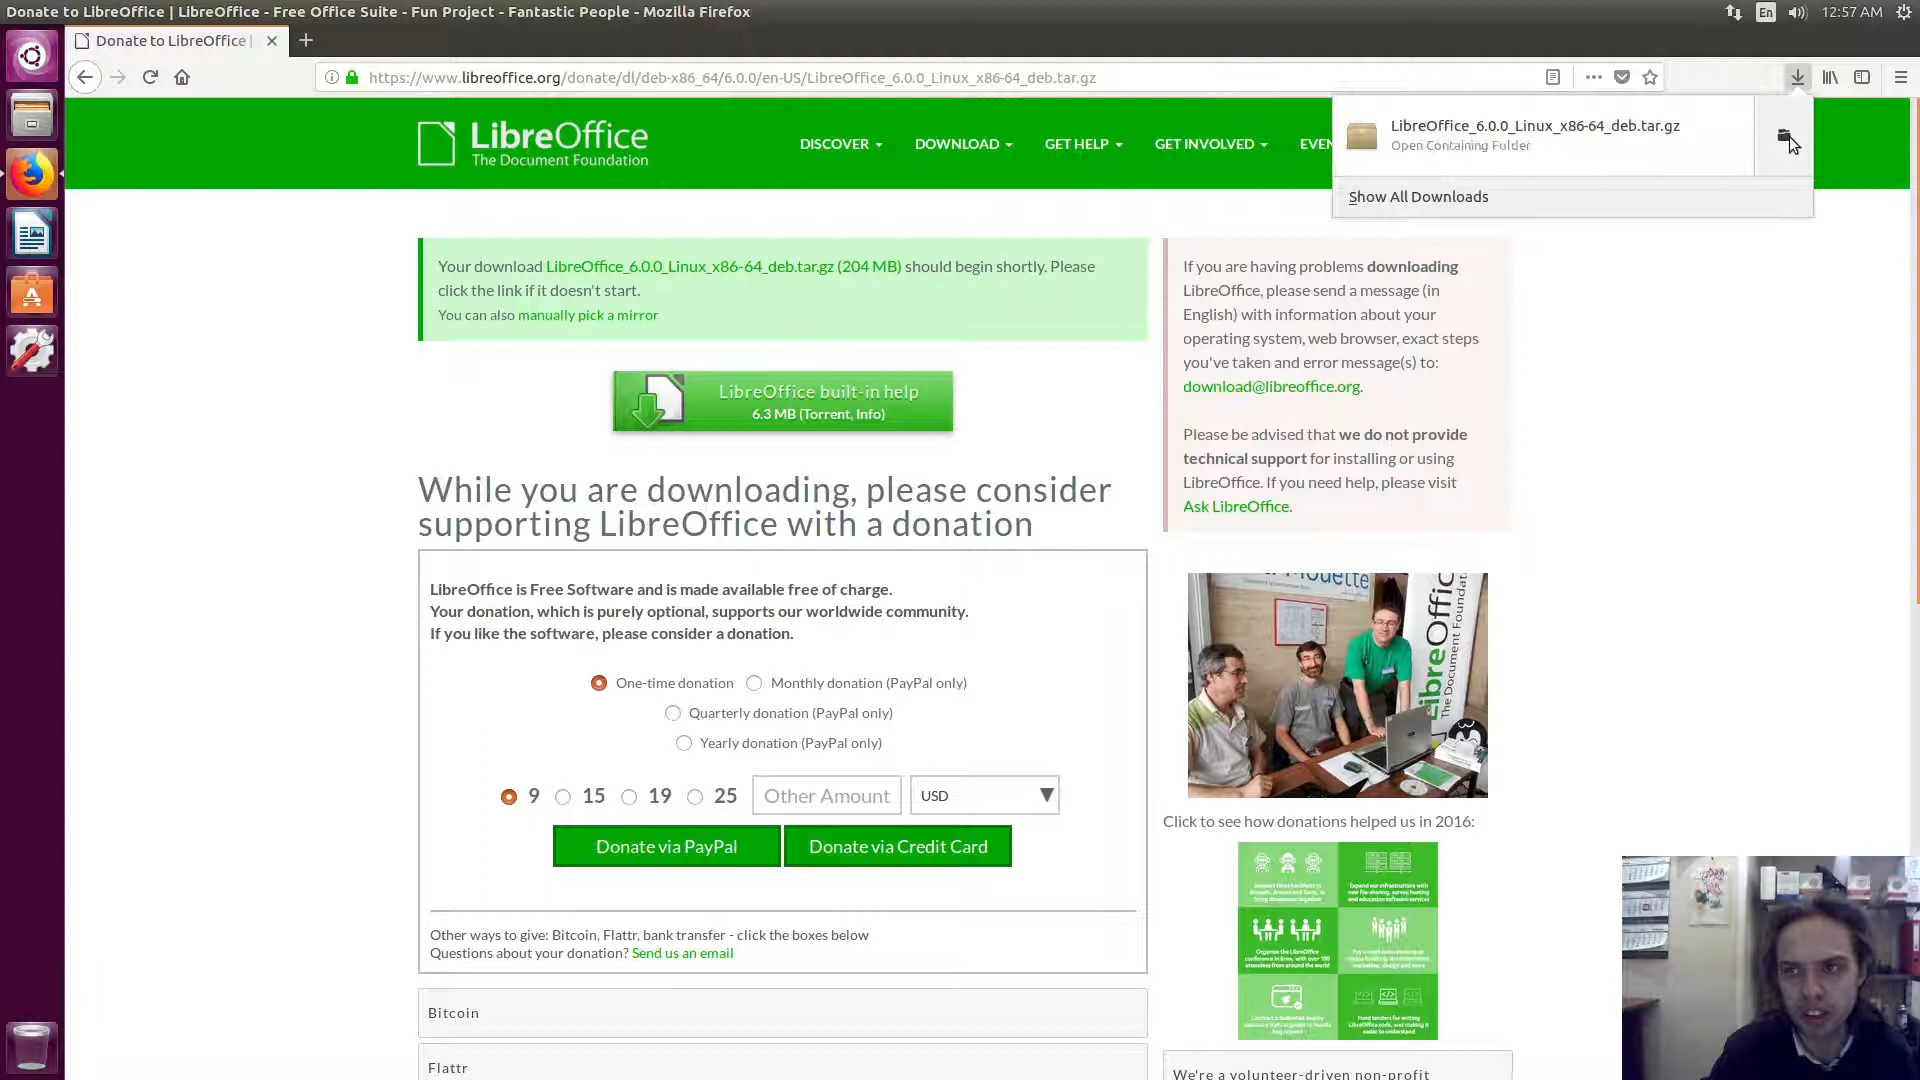 Donate to LibreOffice | LibreOffice - Free Office Suite - Fun Project - Fantastic People - Mozilla Firefox
En
12:57 AM
Donate to LibreOffice |
https://www.libreoffice.org/donate/dl/deb-x86_64/6.0.0/en-US/LibreOffice_6.0.0_Linux_x86-64_deb.tar.gz
LibreOffice
The Document Foundation
DISCOVER
DOWNLOAD
GET HELP
GET INVOLVED
EVEN
LibreOffice_6.0.0_Linux_x86-64_deb.tar.gz
Open Containing Folder
Show All Downloads
Your download LibreOffice_6.0.0_Linux_x86-64_deb.tar.gz (204 MB) should begin shortly. Please
click the link if it doesn't start.
You can also manually pick a mirror
LibreOffice built-in help
6.3 MB (Torrent, Info)
While you are downloading, please consider
supporting LibreOffice with a donation
LibreOffice is Free Software and is made available free of charge.
Your donation, which is purely optional, supports our worldwide community.
If you like the software, please consider a donation.
One-time donation
Monthly donation (PayPal only)
Quarterly donation (PayPal only)
Yearly donation (PayPal only)
9
15
19
25
Other Amount
USD
Donate via PayPal
Donate via Credit Card
Other ways to give: Bitcoin, Flattr, bank transfer - click the boxes below
Questions about your donation? Send us an email
Bitcoin
Flattr
If you are having problems downloading
LibreOffice, please send a message (in
English) with information about your
operating system, web browser, exact steps
you've taken and error message(s) to:
download@libreoffice.org.
Please be advised that we do not provide
technical support for installing or using
LibreOffice. If you need help, please visit
Ask LibreOffice.
Mouette
LibreOffic
The Document Foundat
Click to see how donations helped us in 2016:
We're a volunteer-driven non-profit